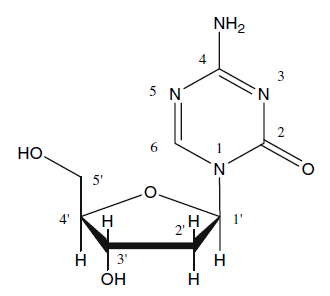 NH2
4
5 N N 3
6 1 2
HO N O
5' O
4' H 2' H 1'
H 3' H
OH H